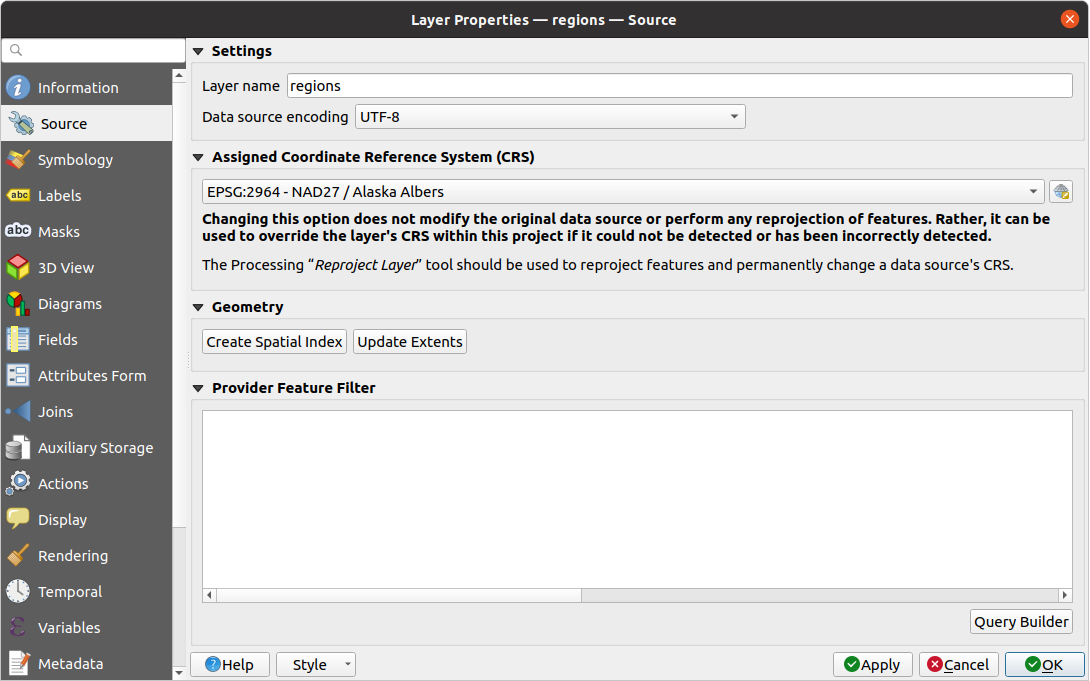 Layer Properties — regions — Source
Information
Source
Symbology
abc Labels
abc Masks
3D View
Diagrams
Fields
Attributes Form
Joins
Auxiliary Storage
Actions
Display
Rendering
Temporal
Variables
Metadata
Settings
Layer name regions
Data source encoding UTF-8
Assigned Coordinate Reference System (CRS)
EPSG:2964 - NAD27 / Alaska Albers
Changing this option does not modify the original data source or perform any reprojection of features. Rather, it can be
used to override the layer's CRS within this project if it could not be detected or has been incorrectly detected.
The Processing “Reproject Layer” tool should be used to reproject features and permanently change a data source's CRS.
Geometry
Create Spatial Index Update Extents
Provider Feature Filter
Query Builder
Help Style Apply Cancel OK